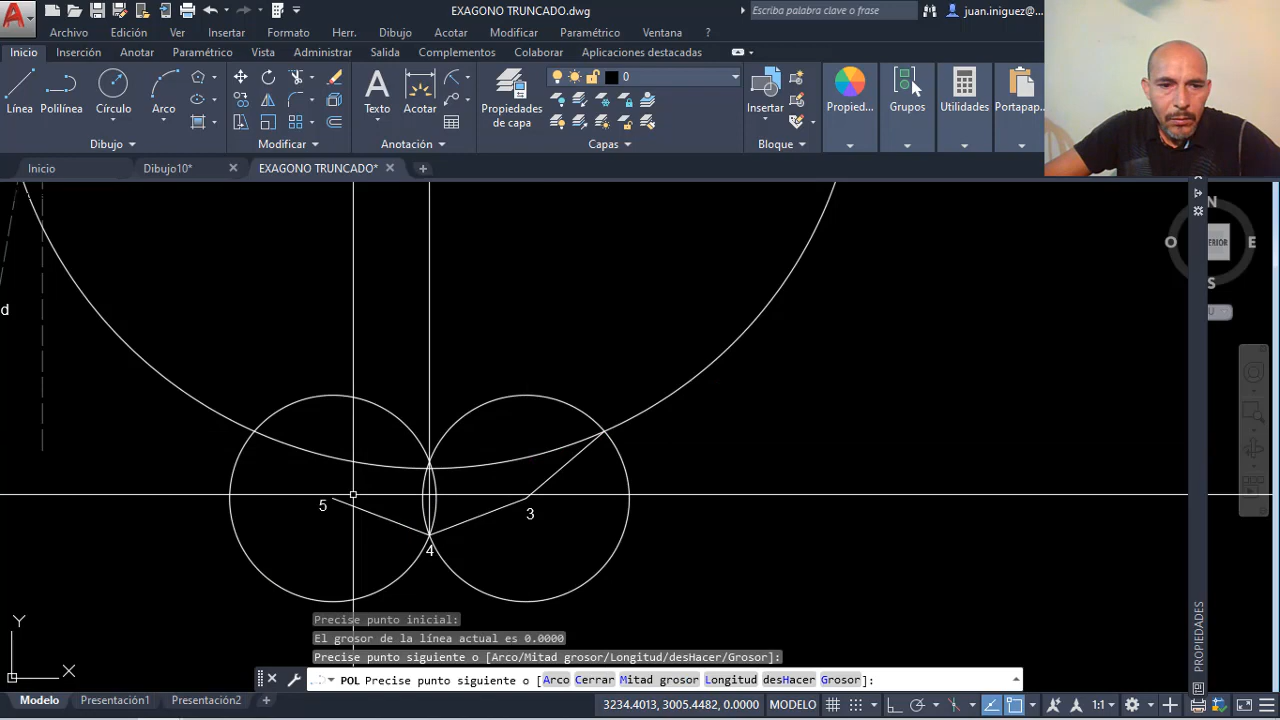 EXAGONO TRUNCADO.dwg
Escriba palabra clave o frase
juan.iniguez@...
Archivo Edición Ver Insertar Formato Herr. Dibujo Acotar Modificar Paramétrico Ventana ?
Inicio Inserción Anotar Paramétrico Vista Administrar Salida Complementos Colaborar Aplicaciones destacadas
Línea Polilínea Círculo Arco
Texto Acotar
Propiedades de capa
0
Insertar
Propied... Grupos Utilidades Portapap...
Dibujo Modificar Anotación Capas Bloque
Inicio Dibujo10* EXAGONO TRUNCADO*
N
O ERIOR E
S
U
d
5
3
4
Y
X
PROPIEDADES
Precise punto inicial:
El grosor de la línea actual es 0.0000
Precise punto siguiente o [Arco/Mitad grosor/Longitud/desHacer/Grosor]:
POL Precise punto siguiente o [Arco Cerrar Mitad grosor Longitud desHacer Grosor]:
Modelo Presentación1 Presentación2 +
3234.4013, 3005.4482, 0.0000 MODELO 1:1